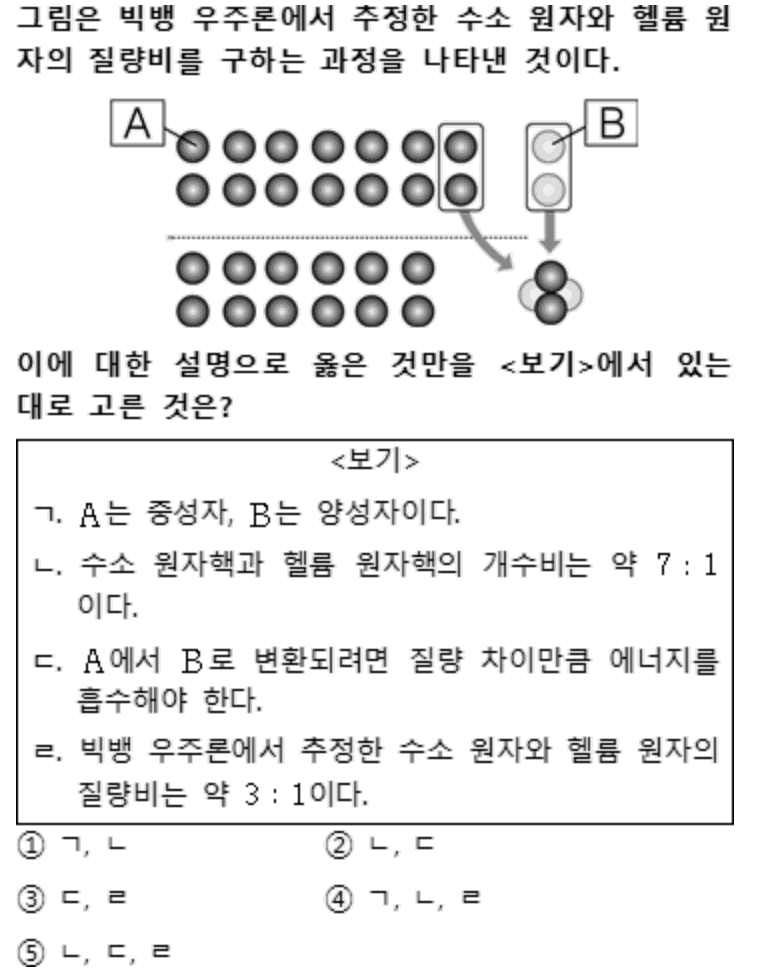 그림은 빅뱅 우주론에서 추정한 수소 원자와 헬륨 원
자의 질량비를 구하는 과정을 나타낸 것이다.
A
B
이에 대한 설명으로 옳은 것만을 <보기>에서 있는
대로 고른 것은?
<보기>
ㄱ. A는 중성자, B는 양성자이다.
ㄴ. 수소 원자핵과 헬륨 원자핵의 개수비는 약 7 : 1
이다.
ㄷ. A에서 B로 변환되려면 질량 차이만큼 에너지를
흡수해야 한다.
ㄹ. 빅뱅 우주론에서 추정한 수소 원자와 헬륨 원자의
질량비는 약 3 : 1이다.
① ㄱ, ㄴ ② ㄴ, ㄷ
③ ㄷ, ㄹ ④ ㄱ, ㄴ, ㄹ
⑤ ㄴ, ㄷ, ㄹ